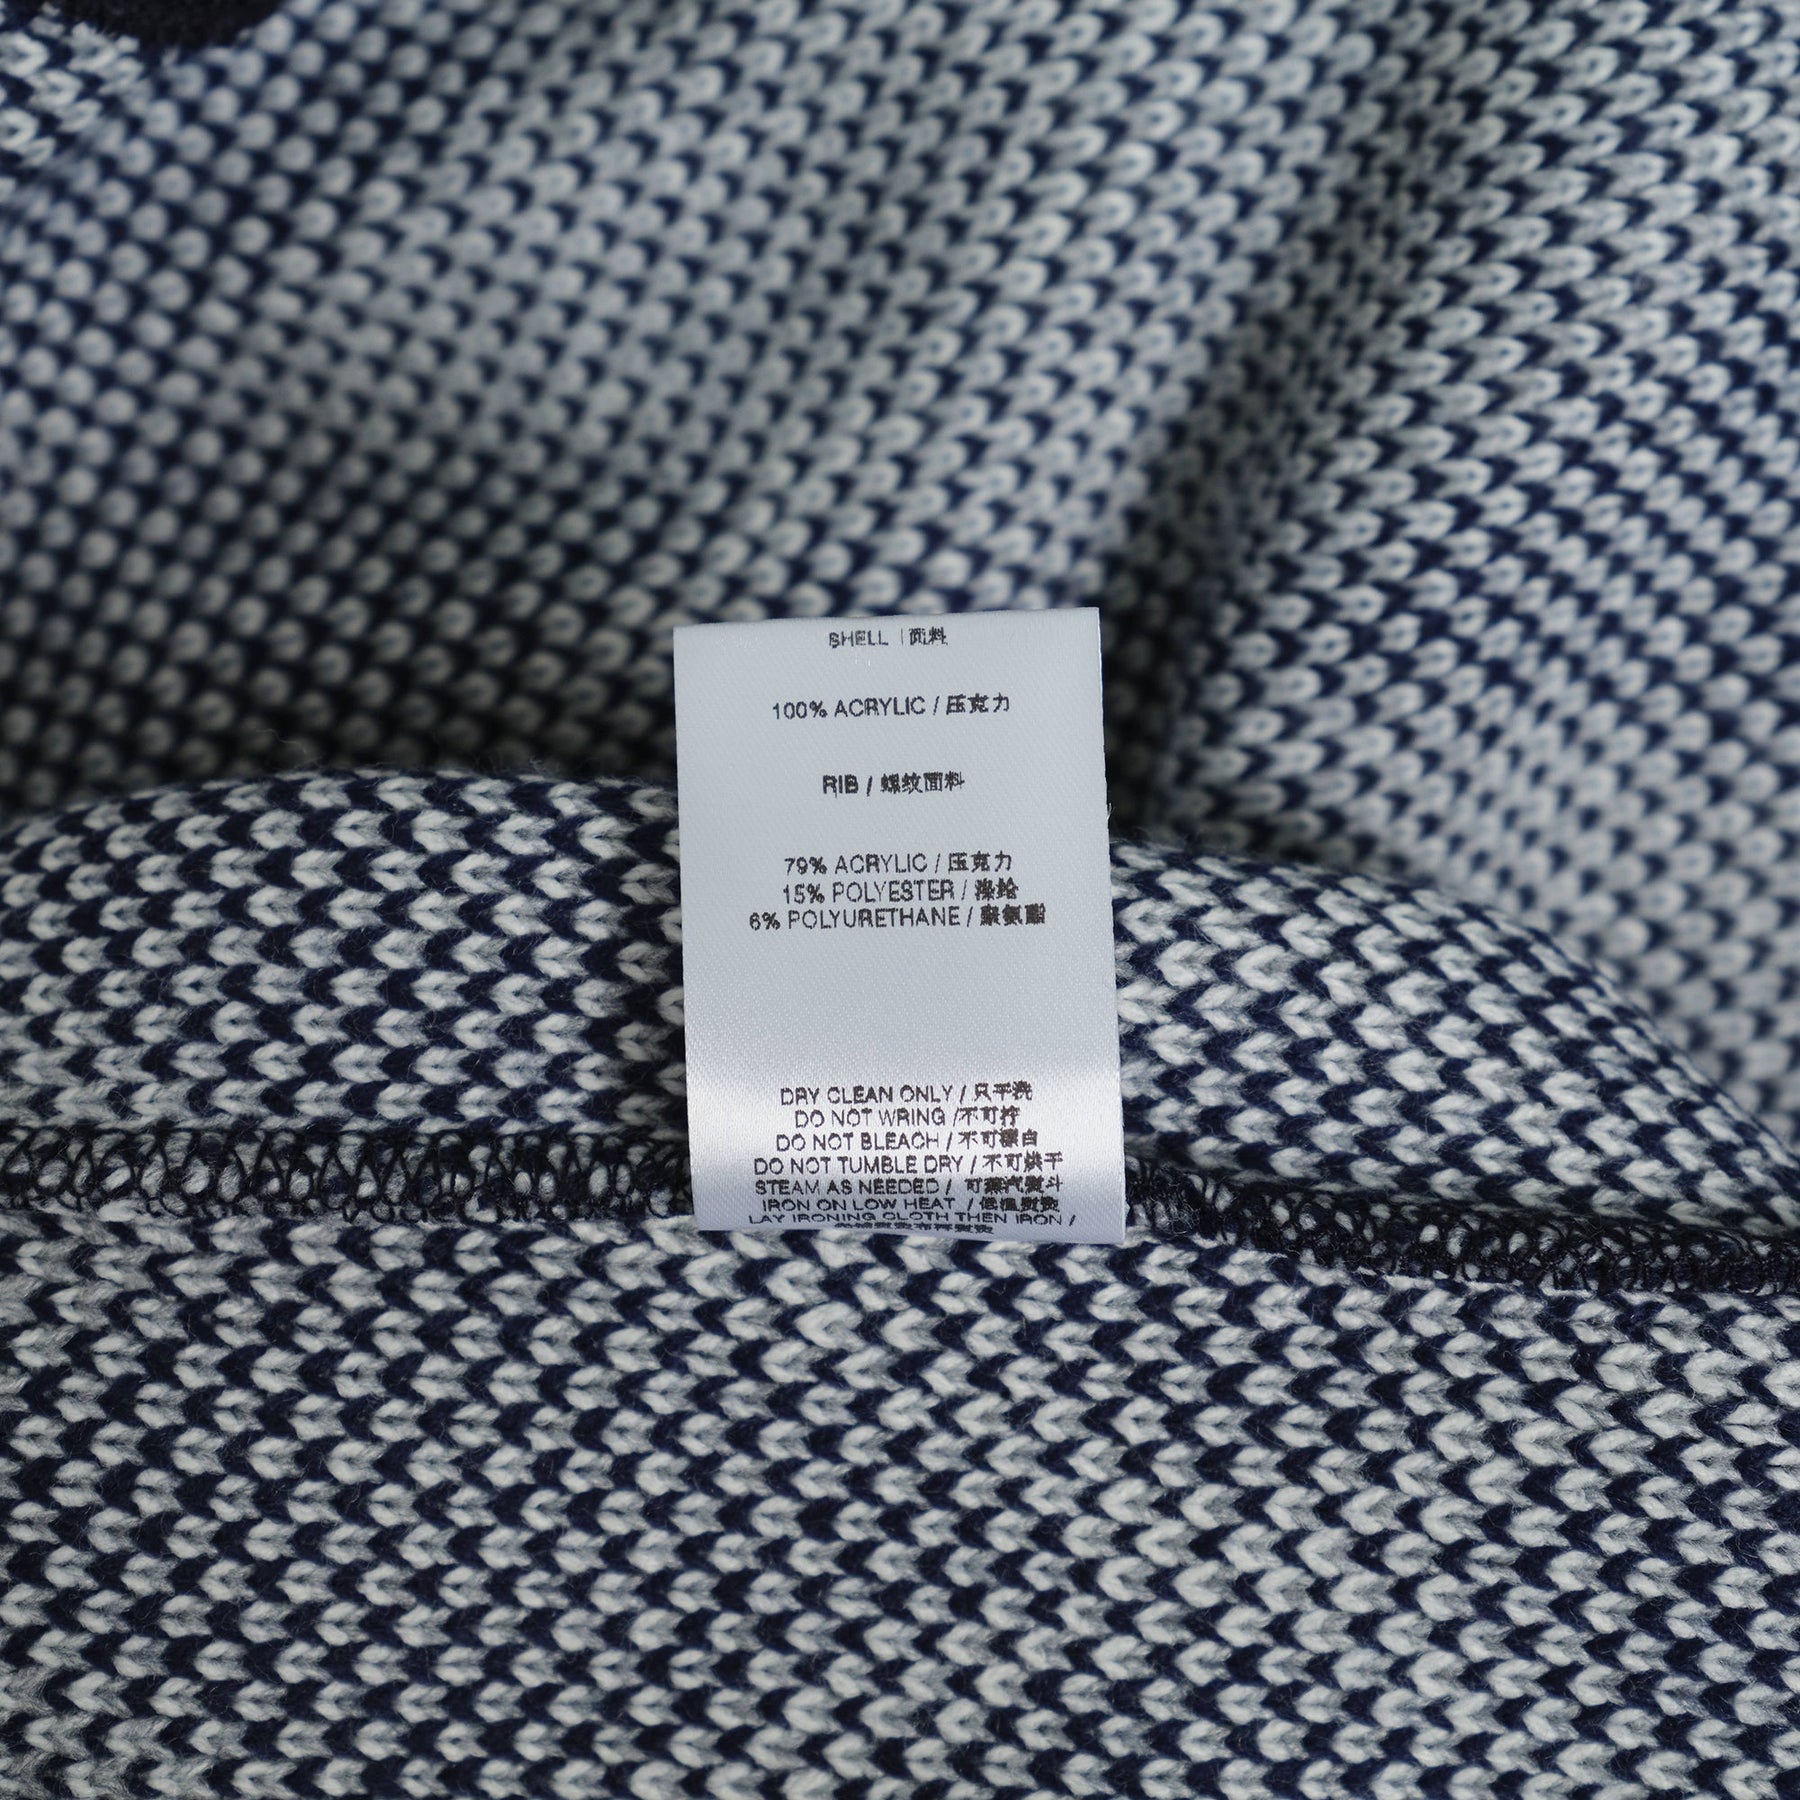 SHELL / 面料
100% ACRYLIC / 压克力
RIB / 螺纹面料
79% ACRYLIC / 压克力
15% POLYESTER / 涤纶
6% POLYURETHANE / 聚氨酯
DRY CLEAN ONLY / 只干洗
DO NOT WRING /不可拧
DO NOT BLEACH / 不可漂白
DO NOT TUMBLE DRY / 不可烘干
STEAM AS NEEDED / 可蒸汽熨斗
IRON ON LOW HEAT / 低温熨烫
LAY IRONING CLOTH THEN IRON /